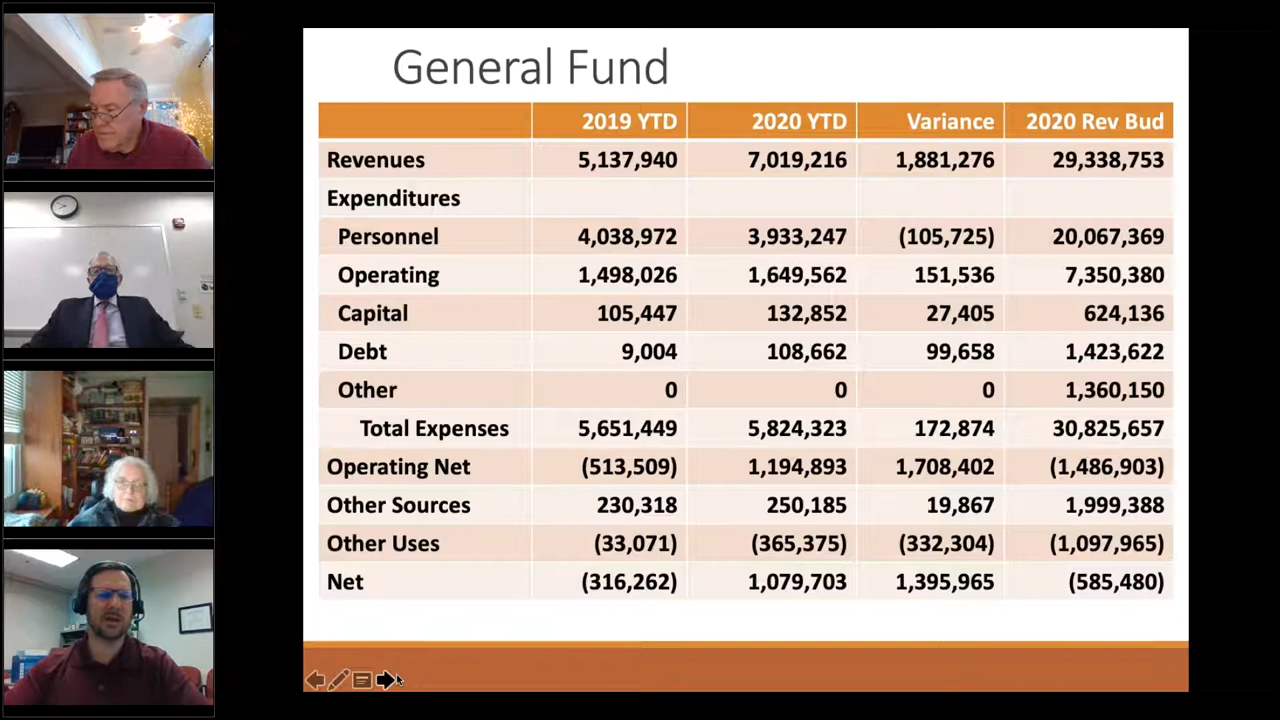 General Fund
2019 YTD 2020 YTD Variance 2020 Rev Bud
Revenues 5,137,940 7,019,216 1,881,276 29,338,753
Expenditures
Personnel 4,038,972 3,933,247 (105,725) 20,067,369
Operating 1,498,026 1,649,562 151,536 7,350,380
Capital 105,447 132,852 27,405 624,136
Debt 9,004 108,662 99,658 1,423,622
Other 0 0 0 1,360,150
Total Expenses 5,651,449 5,824,323 172,874 30,825,657
Operating Net (513,509) 1,194,893 1,708,402 (1,486,903)
Other Sources 230,318 250,185 19,867 1,999,388
Other Uses (33,071) (365,375) (332,304) (1,097,965)
Net (316,262) 1,079,703 1,395,965 (585,480)